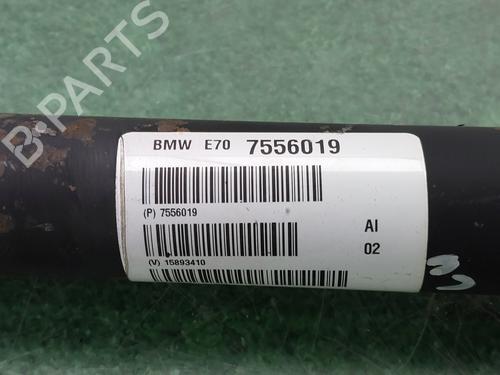 B-PARTS
BMW E70 7556019
(P) 7556019
AI
02
(V) 15893410